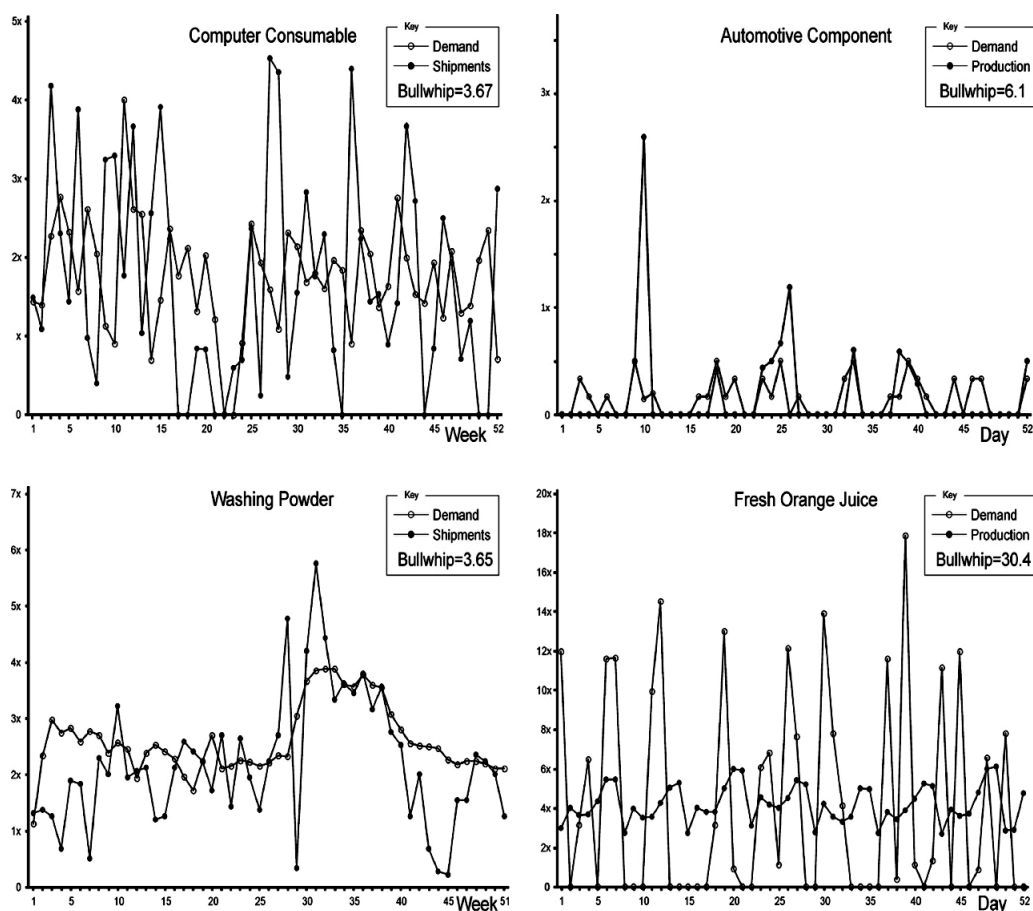 Computer Consumable
Key
Demand
Shipments
Bullwhip=3.67
5x
4x
3x
2x
x
0
1 5 10 15 20 25 30 35 40 45 52
Week
Automotive Component
Key
Demand
Production
Bullwhip=6.1
3x
2x
1x
0
1 5 10 15 20 25 30 35 40 45 52
Day
Washing Powder
Key
Demand
Shipments
Bullwhip=3.65
7x
6x
5x
4x
3x
2x
1x
0
1 5 10 15 20 25 30 35 40 45 51
Week
Fresh Orange Juice
Key
Demand
Production
Bullwhip=30.4
20x
18x
16x
14x
12x
10x
8x
6x
4x
2x
0
1 5 10 15 20 25 30 35 40 45 52
Day